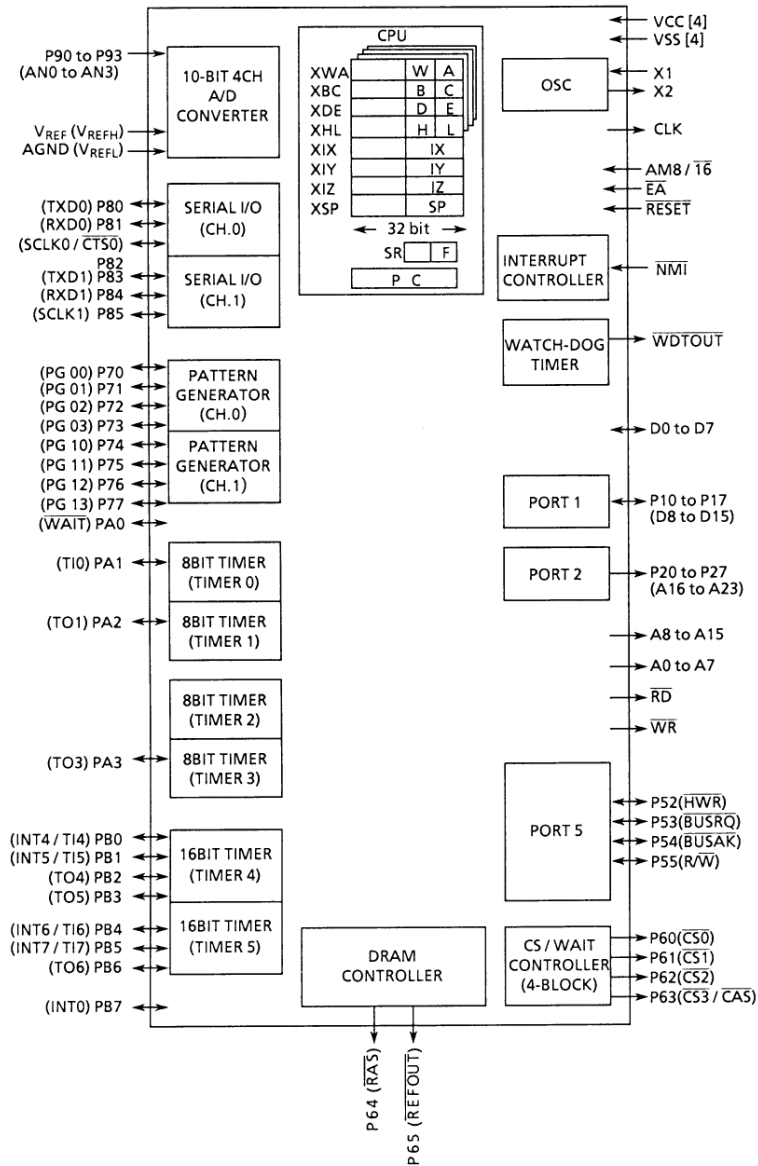 P90 to P93
(AN0 to AN3)
VREF (VREFH)
AGND (VREFL)
10-BIT 4CH
A/D
CONVERTER
(TXD0) P80
(RXD0) P81
(SCLK0 / CTS0)
P82
(TXD1) P83
(RXD1) P84
(SCLK1) P85
SERIAL I/O
(CH.0)
SERIAL I/O
(CH.1)
(PG 00) P70
(PG 01) P71
(PG 02) P72
(PG 03) P73
(PG 10) P74
(PG 11) P75
(PG 12) P76
(PG 13) P77
(WAIT) PA0
PATTERN
GENERATOR
(CH.0)
PATTERN
GENERATOR
(CH.1)
(TI0) PA1
(TO1) PA2
8BIT TIMER
(TIMER 0)
8BIT TIMER
(TIMER 1)
8BIT TIMER
(TIMER 2)
(TO3) PA3
8BIT TIMER
(TIMER 3)
(INT4 / TI4) PB0
(INT5 / TI5) PB1
(TO4) PB2
(TO5) PB3
(INT6 / TI6) PB4
(INT7 / TI7) PB5
(TO6) PB6
(INT0) PB7
16BIT TIMER
(TIMER 4)
16BIT TIMER
(TIMER 5)
CPU
XWA W A
XBC B C
XDE D E
XHL H L
XIX IX
XIY IY
XIZ IZ
XSP SP
32 bit
SR F
P C
DRAM
CONTROLLER
P64 (RAS)
P65 (REFOUT)
VCC [4]
VSS [4]
OSC
X1
X2
CLK
AM8 / 16
EA
RESET
INTERRUPT
CONTROLLER
NMI
WATCH-DOG
TIMER
WDTOUT
D0 to D7
PORT 1
P10 to P17
(D8 to D15)
PORT 2
P20 to P27
(A16 to A23)
A8 to A15
A0 to A7
RD
WR
PORT 5
P52(HWR)
P53(BUSRQ)
P54(BUSAK)
P55(R/W)
CS / WAIT
CONTROLLER
(4-BLOCK)
P60(CS0)
P61(CS1)
P62(CS2)
P63(CS3 / CAS)